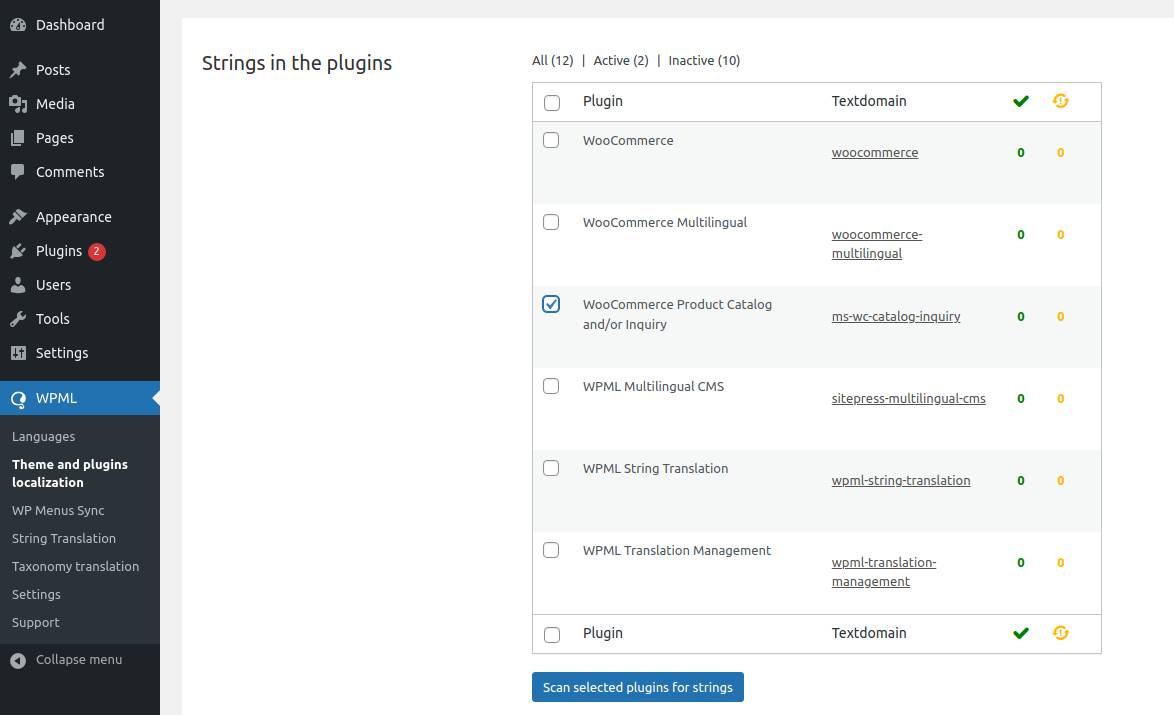 Dashboard
Posts
Media
Pages
Comments
Appearance
Plugins 2
Users
Tools
Settings
WPML
Languages
Theme and plugins
localization
WP Menus Sync
String Translation
Taxonomy translation
Settings
Support
Collapse menu
Strings in the plugins
All (12) | Active (2) | Inactive (10)
Plugin Textdomain
WooCommerce
woocommerce 0 0
WooCommerce Multilingual
woocommerce- 0 0
multilingual
WooCommerce Product Catalog
and/or Inquiry
ms-wc-catalog-inquiry 0 0
WPML Multilingual CMS
sitepress-multilingual-cms 0 0
WPML String Translation
wpml-string-translation 0 0
WPML Translation Management
wpml-translation- 0 0
management
Plugin Textdomain
Scan selected plugins for strings